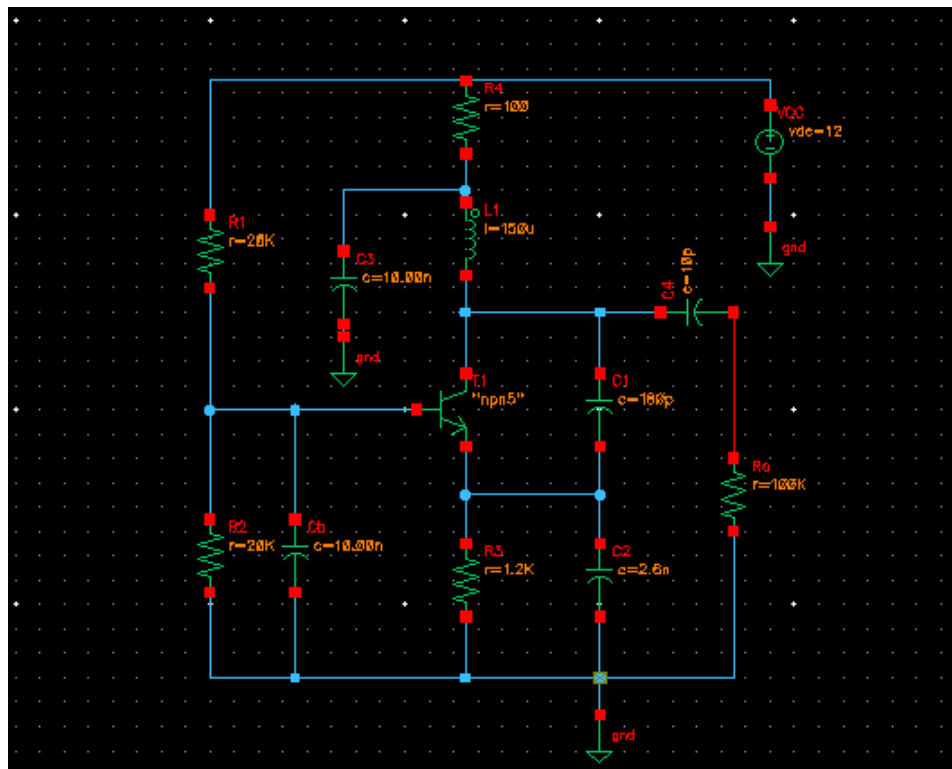 R4
r=100
VCC
vdc=12
R1
r=20K
L1
l=150u
C3
c=10.00n
gnd
gnd
C4
c=10p
T1
"npn5"
C1
c=180p
Ro
r=100K
R2
r=20K
Cb
c=10.00n
R3
r=1.2K
C2
c=2.6n
gnd